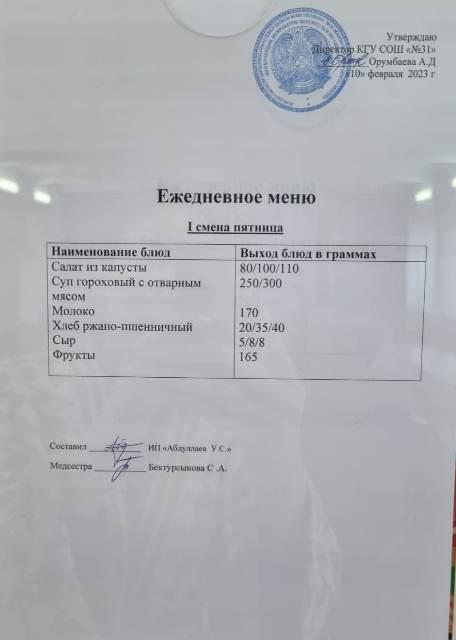 Утверждаю
Директор КГУ СОШ «№31»
Орумбаева А.Д
«10» февраля 2023 г
Ежедневное меню
I смена пятница
Наименование блюд Выход блюд в граммах
Салат из капусты 80/100/110
Суп гороховый с отварным 250/300
мясом
Молоко 170
Хлеб ржано-пшенничный 20/35/40
Сыр 5/8/8
Фрукты 165
Составил ИП «Абдуллаев У.С.»
Медсестра Бектурсынова С .А.